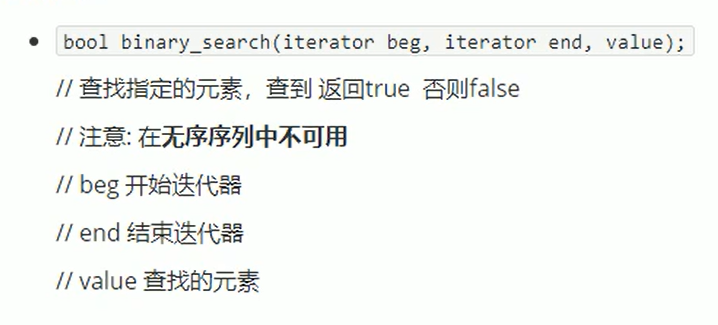 bool binary_search(iterator beg, iterator end, value);
// 查找指定的元素，查到 返回true 否则false
// 注意: 在无序序列中不可用
// beg 开始迭代器
// end 结束迭代器
// value 查找的元素